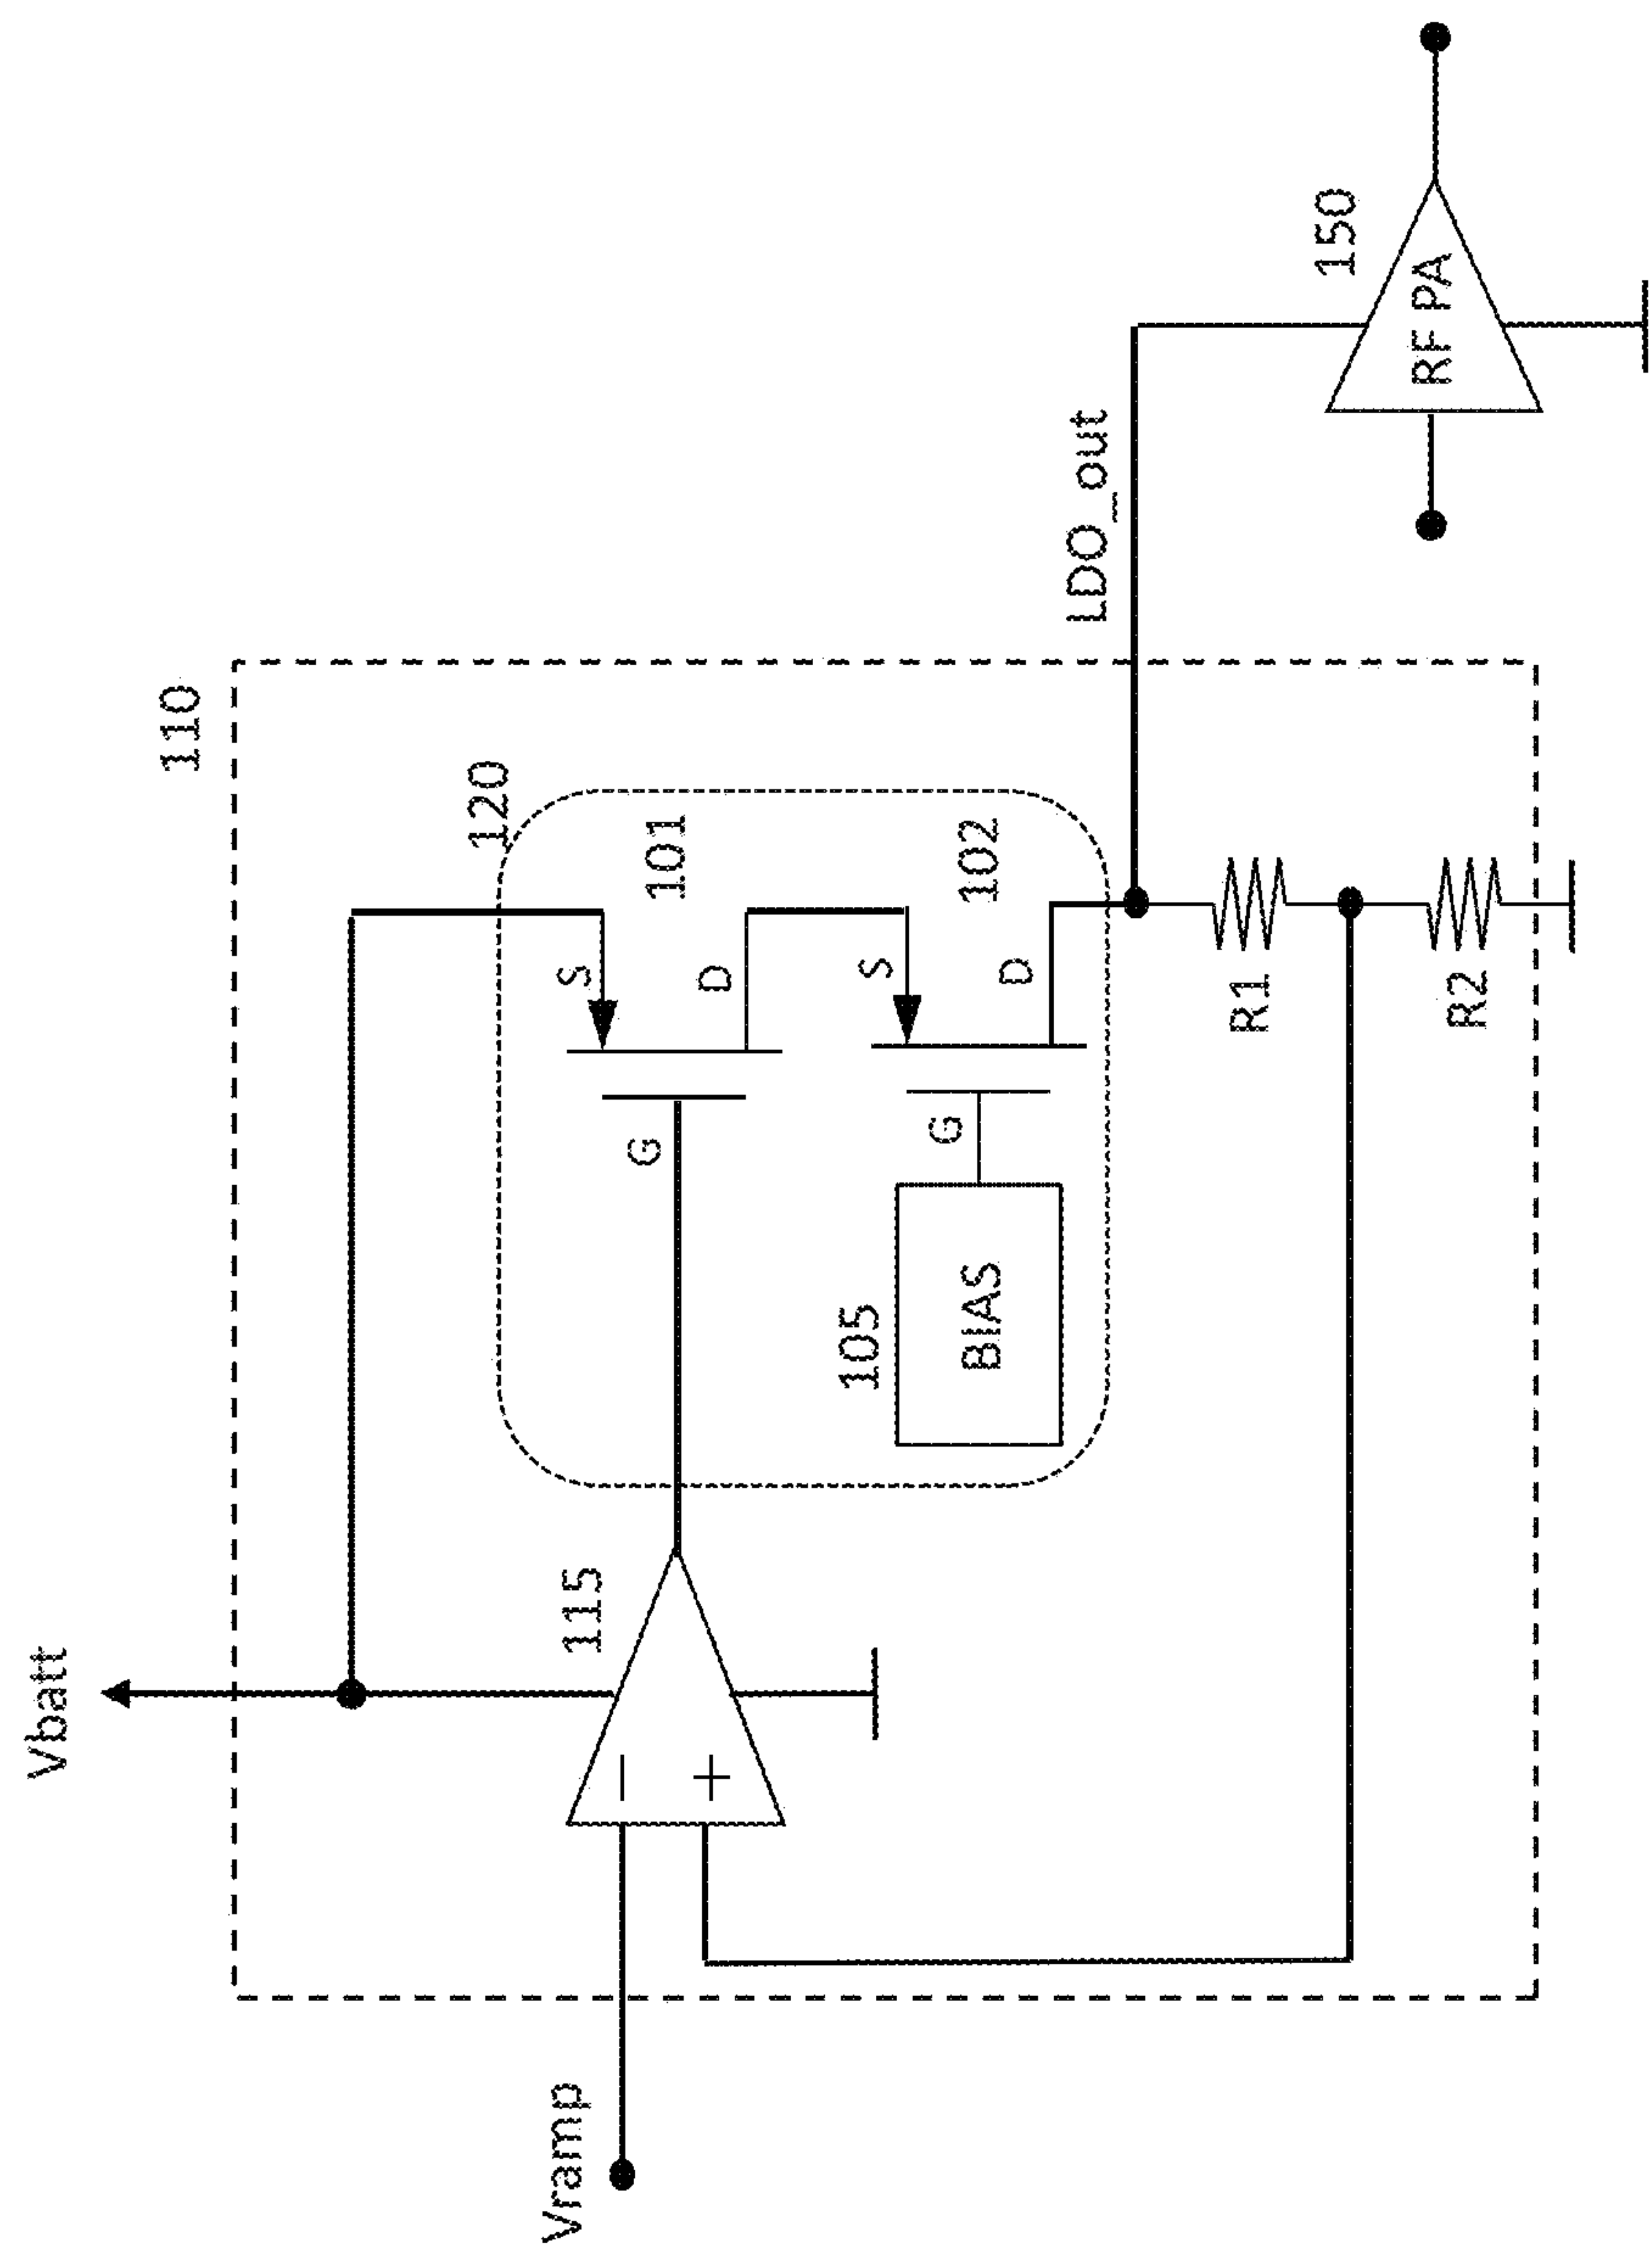 Vbatt
110
120
115
101
S
G
D
Vramp
−
+
105
BIAS
102
S
G
D
LDO_out
150
RF PA
R1
R2